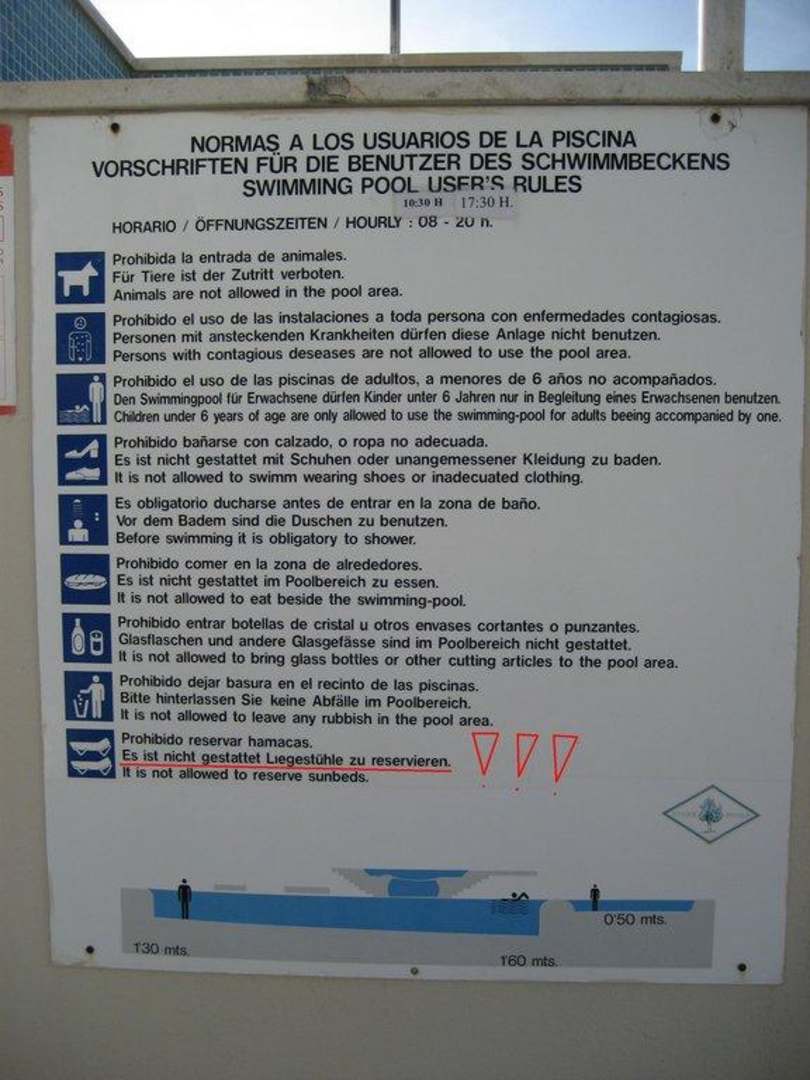 NORMAS A LOS USUARIOS DE LA PISCINA
VORSCHRIFTEN FÜR DIE BENUTZER DES SCHWIMMBECKENS
SWIMMING POOL USER'S RULES
10:30 H 17:30 H.
HORARIO / ÖFFNUNGSZEITEN / HOURLY : 08 - 20 h.
Prohibida la entrada de animales.
Für Tiere ist der Zutritt verboten.
Animals are not allowed in the pool area.
Prohibido el uso de las instalaciones a toda persona con enfermedades contagiosas.
Personen mit ansteckenden Krankheiten dürfen diese Anlage nicht benutzen.
Persons with contagious deseases are not allowed to use the pool area.
Prohibido el uso de las piscinas de adultos, a menores de 6 años no acompañados.
Den Swimmingpool für Erwachsene dürfen Kinder unter 6 Jahren nur in Begleitung eines Erwachsenen benutzen.
Children under 6 years of age are only allowed to use the swimming-pool for adults beeing accompanied by one.
Prohibido bañarse con calzado, o ropa no adecuada.
Es ist nicht gestattet mit Schuhen oder unangemessener Kleidung zu baden.
It is not allowed to swimm wearing shoes or inadecuated clothing.
Es obligatorio ducharse antes de entrar en la zona de baño.
Vor dem Badem sind die Duschen zu benutzen.
Before swimming it is obligatory to shower.
Prohibido comer en la zona de alrededores.
Es ist nicht gestattet im Poolbereich zu essen.
It is not allowed to eat beside the swimming-pool.
Prohibido entrar botellas de cristal u otros envases cortantes o punzantes.
Glasflaschen und andere Glasgefässe sind im Poolbereich nicht gestattet.
It is not allowed to bring glass bottles or other cutting articles to the pool area.
Prohibido dejar basura en el recinto de las piscinas.
Bitte hinterlassen Sie keine Abfälle im Poolbereich.
It is not allowed to leave any rubbish in the pool area.
Prohibido reservar hamacas.
Es ist nicht gestattet Liegestühle zu reservieren. !!!
It is not allowed to reserve sunbeds.
0'50 mts.
1'30 mts.
1'60 mts.